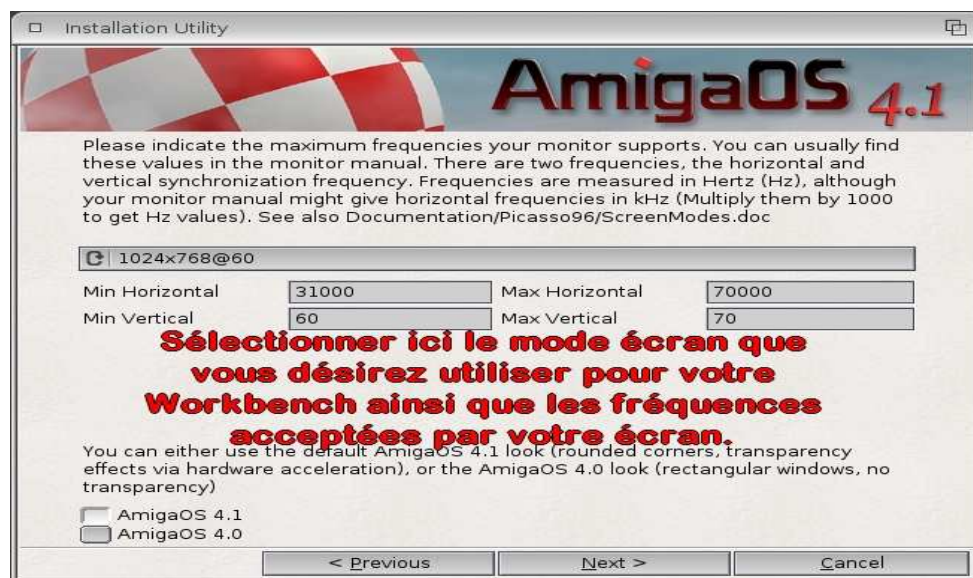 Installation Utility
AmigaOS 4.1
Please indicate the maximum frequencies your monitor supports. You can usually find
these values in the monitor manual. There are two frequencies, the horizontal and
vertical synchronization frequency. Frequencies are measured in Hertz (Hz), although
your monitor manual might give horizontal frequencies in kHz (Multiply them by 1000
to get Hz values). See also Documentation/Picasso96/ScreenModes.doc
1024x768@60
Min Horizontal 31000 Max Horizontal 70000
Min Vertical 60 Max Vertical 70
Sélectionner ici le mode écran que
vous désirez utiliser pour votre
Workbench ainsi que les fréquences
acceptées par votre écran.
You can either use the default AmigaOS 4.1 look (rounded corners, transparency
effects via hardware acceleration), or the AmigaOS 4.0 look (rectangular windows, no
transparency)
AmigaOS 4.1
AmigaOS 4.0
< Previous Next > Cancel